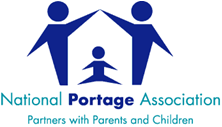 National Portage Association
Partners with Parents and Children